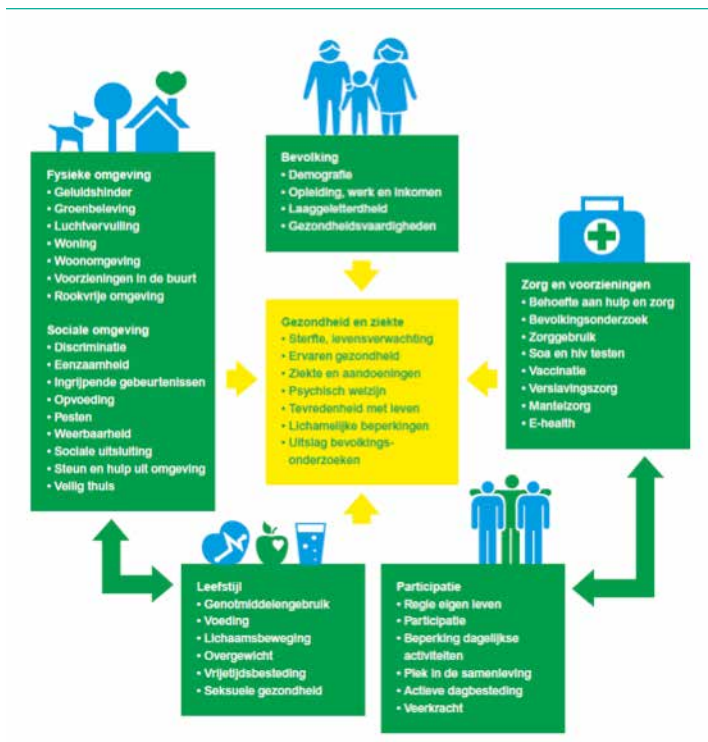 Fysieke omgeving
• Geluidshinder
• Groenbeleving
• Luchtvervuiling
• Woning
• Woonomgeving
• Voorzieningen in de buurt
• Rookvrije omgeving
Sociale omgeving
• Discriminatie
• Eenzaamheid
• Ingrijpende gebeurtenissen
• Opvoeding
• Pesten
• Weerbaarheid
• Sociale uitsluiting
• Steun en hulp uit omgeving
• Veilig thuis
Bevolking
• Demografie
• Opleiding, werk en inkomen
• Laaggeletterdheid
• Gezondheidsvaardigheden
Gezondheid en ziekte
• Sterfte, levensverwachting
• Ervaren gezondheid
• Ziekte en aandoeningen
• Psychisch welzijn
• Tevredenheid met leven
• Lichamelijke beperkingen
• Uitslag bevolkings-
onderzoeken
Zorg en voorzieningen
• Behoefte aan hulp en zorg
• Bevolkingsonderzoek
• Zorggebruik
• Soa en hiv testen
• Vaccinatie
• Verslavingszorg
• Mantelzorg
• E-health
Leefstijl
• Genotmiddelengebruik
• Voeding
• Lichaamsbeweging
• Overgewicht
• Vrijetijdsbesteding
• Seksuele gezondheid
Participatie
• Regie eigen leven
• Participatie
• Beperking dagelijkse
activiteiten
• Plek in de samenleving
• Actieve dagbesteding
• Veerkracht